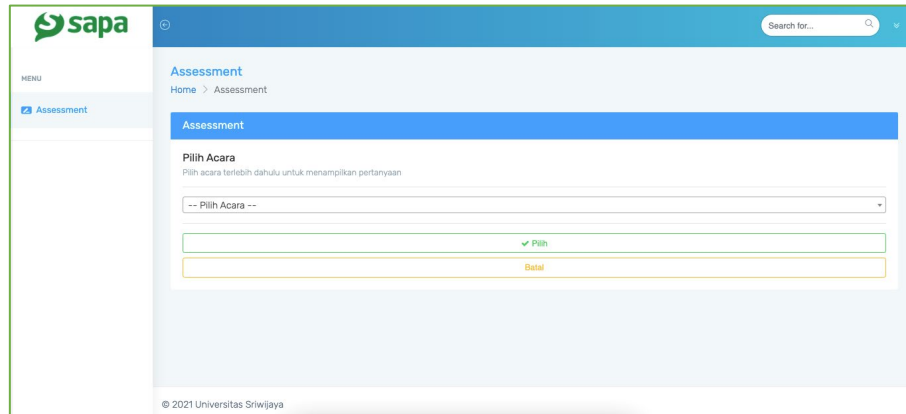 sapa
Search for...
MENU
Assessment
Assessment
Home > Assessment
Assessment
Pilih Acara
Pilih acara terlebih dahulu untuk menampilkan pertanyaan
-- Pilih Acara --
Pilih
Batal
© 2021 Universitas Sriwijaya